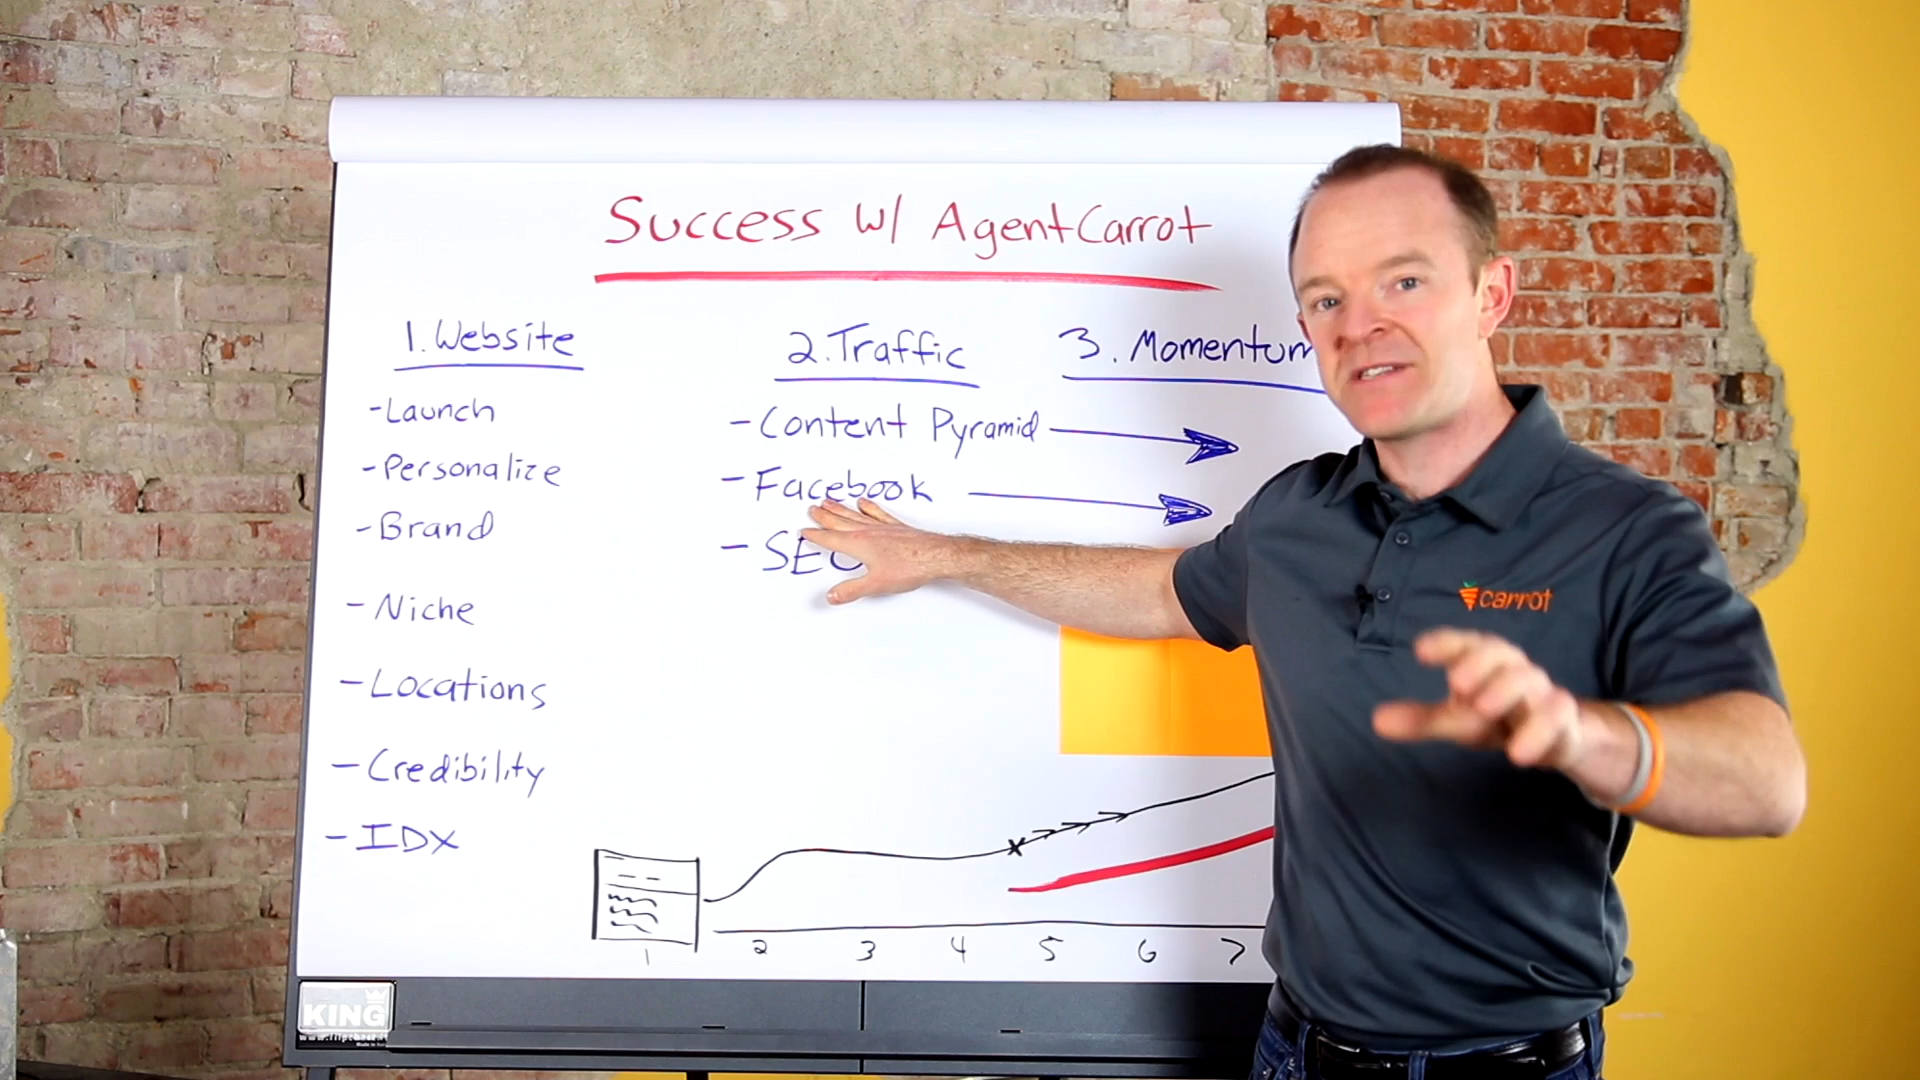 Success w/ AgentCarrot
1. Website
- Launch
- Personalize
- Brand
- Niche
- Locations
- Credibility
- IDX
2. Traffic
- Content Pyramid
- Facebook
- SEO
3. Momentum
carrot
1 2 3 4 5 6 7
KING